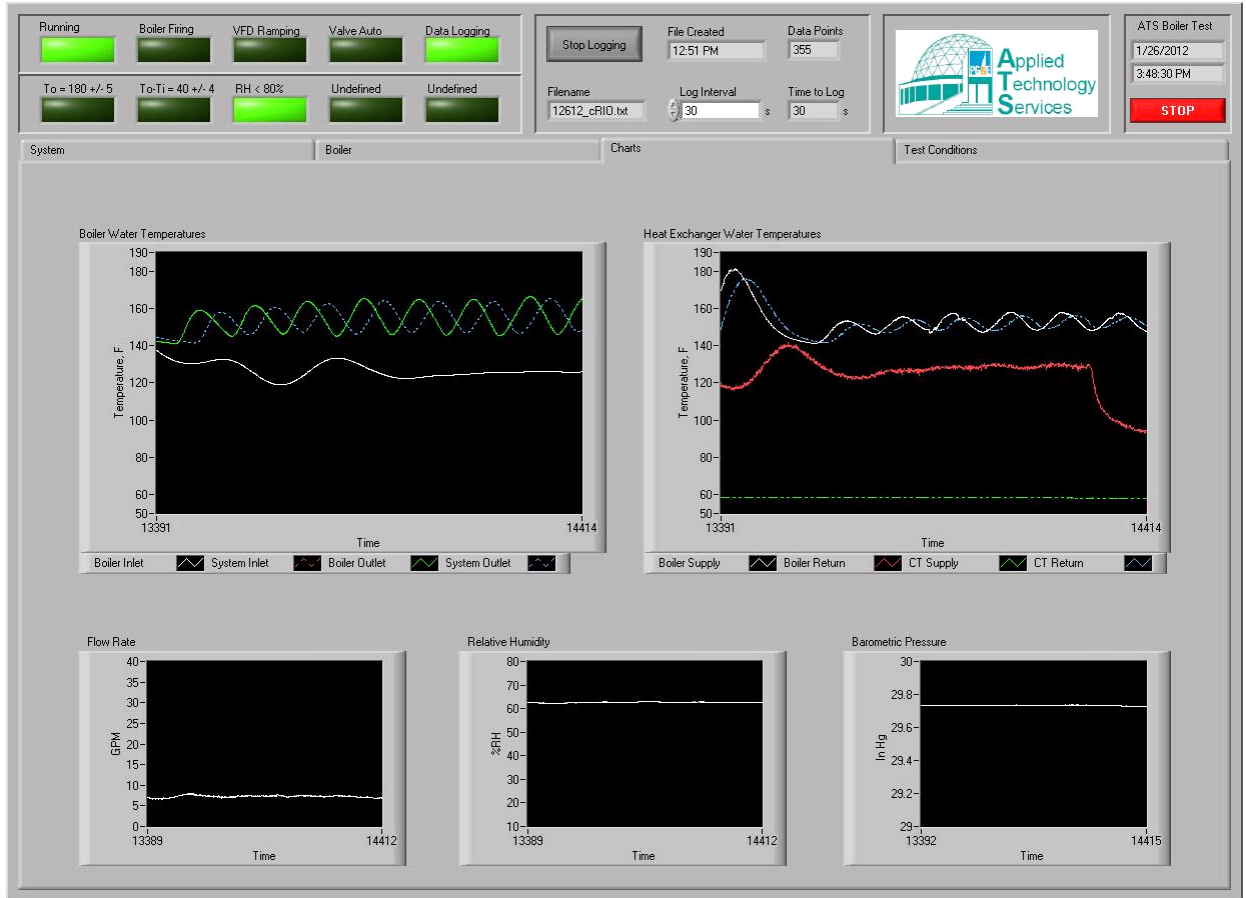 Running
Boiler Firing
VFD Ramping
Valve Auto
Data Logging
To = 180 +/- 5
To-Ti = 40 +/- 4
RH < 80%
Undefined
Undefined
Stop Logging
File Created
12:51 PM
Data Points
355
Filename
12612_cRIO.txt
Log Interval
30 s
Time to Log
30 s
PG&E
Applied
Technology
Services
ATS Boiler Test
1/26/2012
3:48:30 PM
STOP
System
Boiler
Charts
Test Conditions
Boiler Water Temperatures
190
180
160
140
120
100
80
60
50
Temperature, F
13391
14414
Time
Boiler Inlet
System Inlet
Boiler Outlet
System Outlet
Heat Exchanger Water Temperatures
190
180
160
140
120
100
80
60
50
Temperature, F
13391
14414
Time
Boiler Supply
Boiler Return
CT Supply
CT Return
Flow Rate
40
35
30
25
20
15
10
5
0
GPM
13389
14412
Time
Relative Humidity
80
70
60
50
40
30
20
10
%RH
13389
14412
Time
Barometric Pressure
30
29.8
29.6
29.4
29.2
29
In Hg
13392
14415
Time